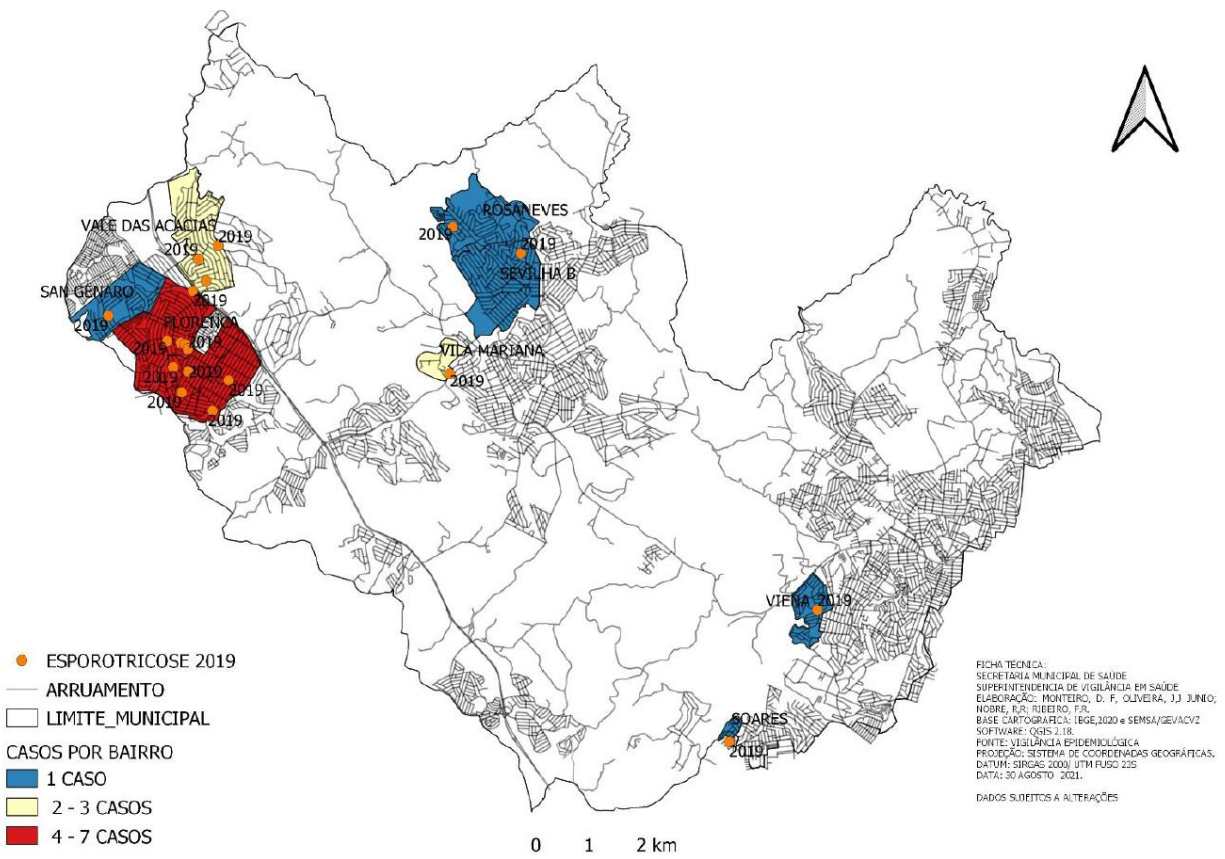 ROSANEVES
2019
2019
SEVILHA B
VALE DAS ACACIAS
2019
2019
SAN GENARO
2019
2019
FLORENCA
2019
2019
2019
2019
2019
2019
2019
VILA MARIANA
2019
VIENA 2019
SOARES
2019
ESPOROTRICOSE 2019
ARRUAMENTO
LIMITE_MUNICIPAL
CASOS POR BAIRRO
1 CASO
2 - 3 CASOS
4 - 7 CASOS
0 1 2 km
FICHA TÉCNICA:
SECRETARIA MUNICIPAL DE SAÚDE
SUPERINTENDENCIA DE VIGILÂNCIA EM SAÚDE
ELABORAÇÃO: MONTEIRO, D. F, OLIVEIRA, J.J JUNIO;
NOBRE, R.R; RIBEIRO, F.R.
BASE CARTOGRAFICA: IBGE,2020 e SEMSA/GEVACVZ
SOFTWARE: QGIS 2.18.
FONTE: VIGILÂNCIA EPIDEMIOLÓGICA
PROJEÇÃO: SISTEMA DE COORDENADAS GEOGRÁFICAS.
DATUM: SIRGAS 2000/ UTM FUSO 23S
DATA: 30 AGOSTO 2021.
DADOS SUJEITOS A ALTERAÇÕES